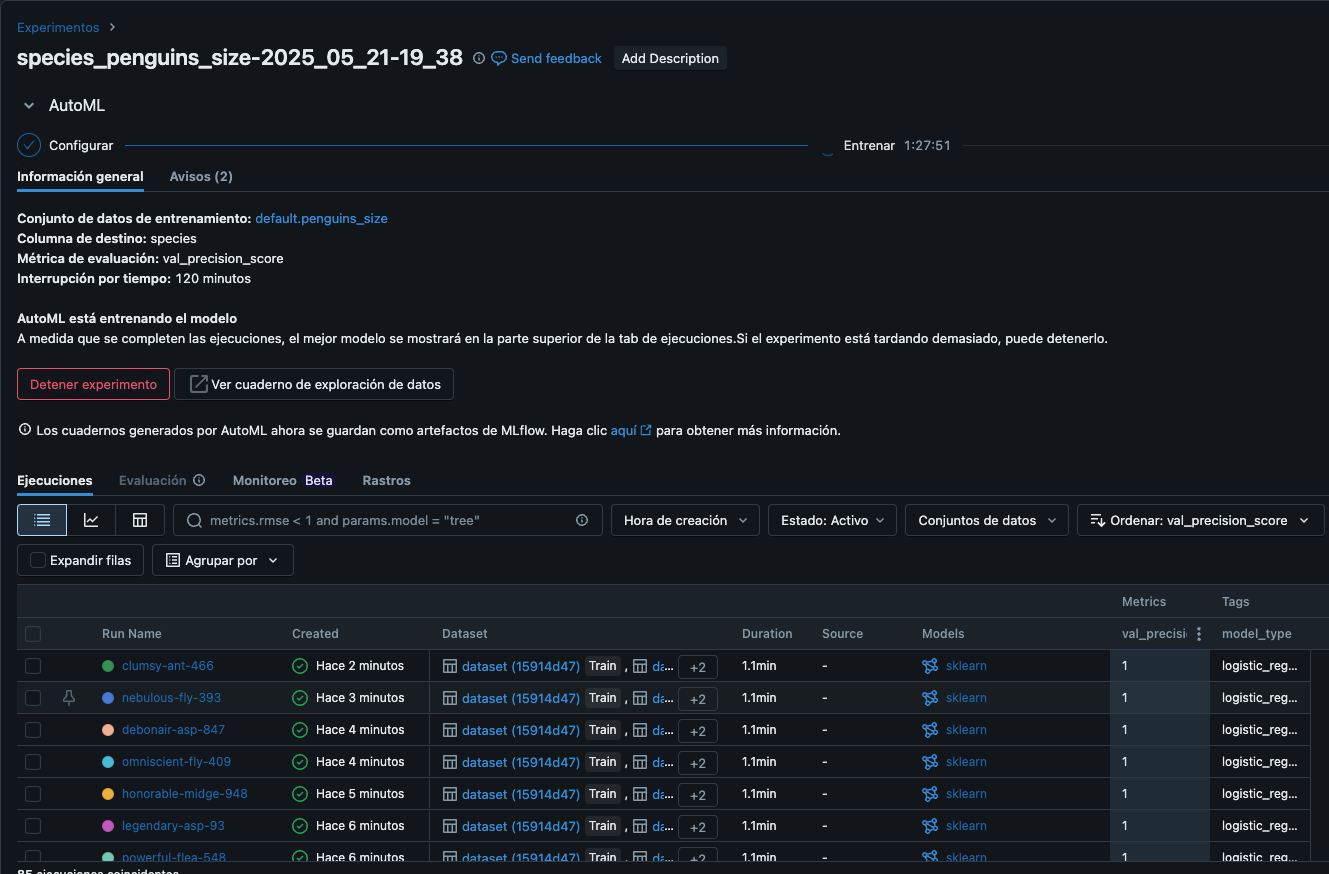 Experimentos
species_penguins_size-2025_05_21-19_38 Send feedback Add Description
AutoML
Configurar Entrenar 1:27:51
Información general Avisos (2)
Conjunto de datos de entrenamiento: default.penguins_size
Columna de destino: species
Métrica de evaluación: val_precision_score
Interrupción por tiempo: 120 minutos
AutoML está entrenando el modelo
A medida que se completen las ejecuciones, el mejor modelo se mostrará en la parte superior de la tab de ejecuciones.Si el experimento está tardando demasiado, puede detenerlo.
Detener experimento Ver cuaderno de exploración de datos
Los cuadernos generados por AutoML ahora se guardan como artefactos de MLflow. Haga clic aquí para obtener más información.
Ejecuciones Evaluación Monitoreo Beta Rastros
metrics.rmse < 1 and params.model = "tree" Hora de creación Estado: Activo Conjuntos de datos Ordenar: val_precision_score
Expandir filas Agrupar por
Metrics Tags
Run Name Created Dataset Duration Source Models val_precisi model_type
clumsy-ant-466 Hace 2 minutos dataset (15914d47) Train , da... +2 1.1min - sklearn 1 logistic_reg...
nebulous-fly-393 Hace 3 minutos dataset (15914d47) Train , da... +2 1.1min - sklearn 1 logistic_reg...
debonair-asp-847 Hace 4 minutos dataset (15914d47) Train , da... +2 1.1min - sklearn 1 logistic_reg...
omniscient-fly-409 Hace 4 minutos dataset (15914d47) Train , da... +2 1.1min - sklearn 1 logistic_reg...
honorable-midge-948 Hace 5 minutos dataset (15914d47) Train , da... +2 1.1min - sklearn 1 logistic_reg...
legendary-asp-93 Hace 6 minutos dataset (15914d47) Train , da... +2 1.1min - sklearn 1 logistic_reg...
powerful-flea-548 Hace 6 minutos dataset (15914d47) Train , da... +2 1.1min - sklearn 1 logistic_reg...
85 ejecuciones coincidentes